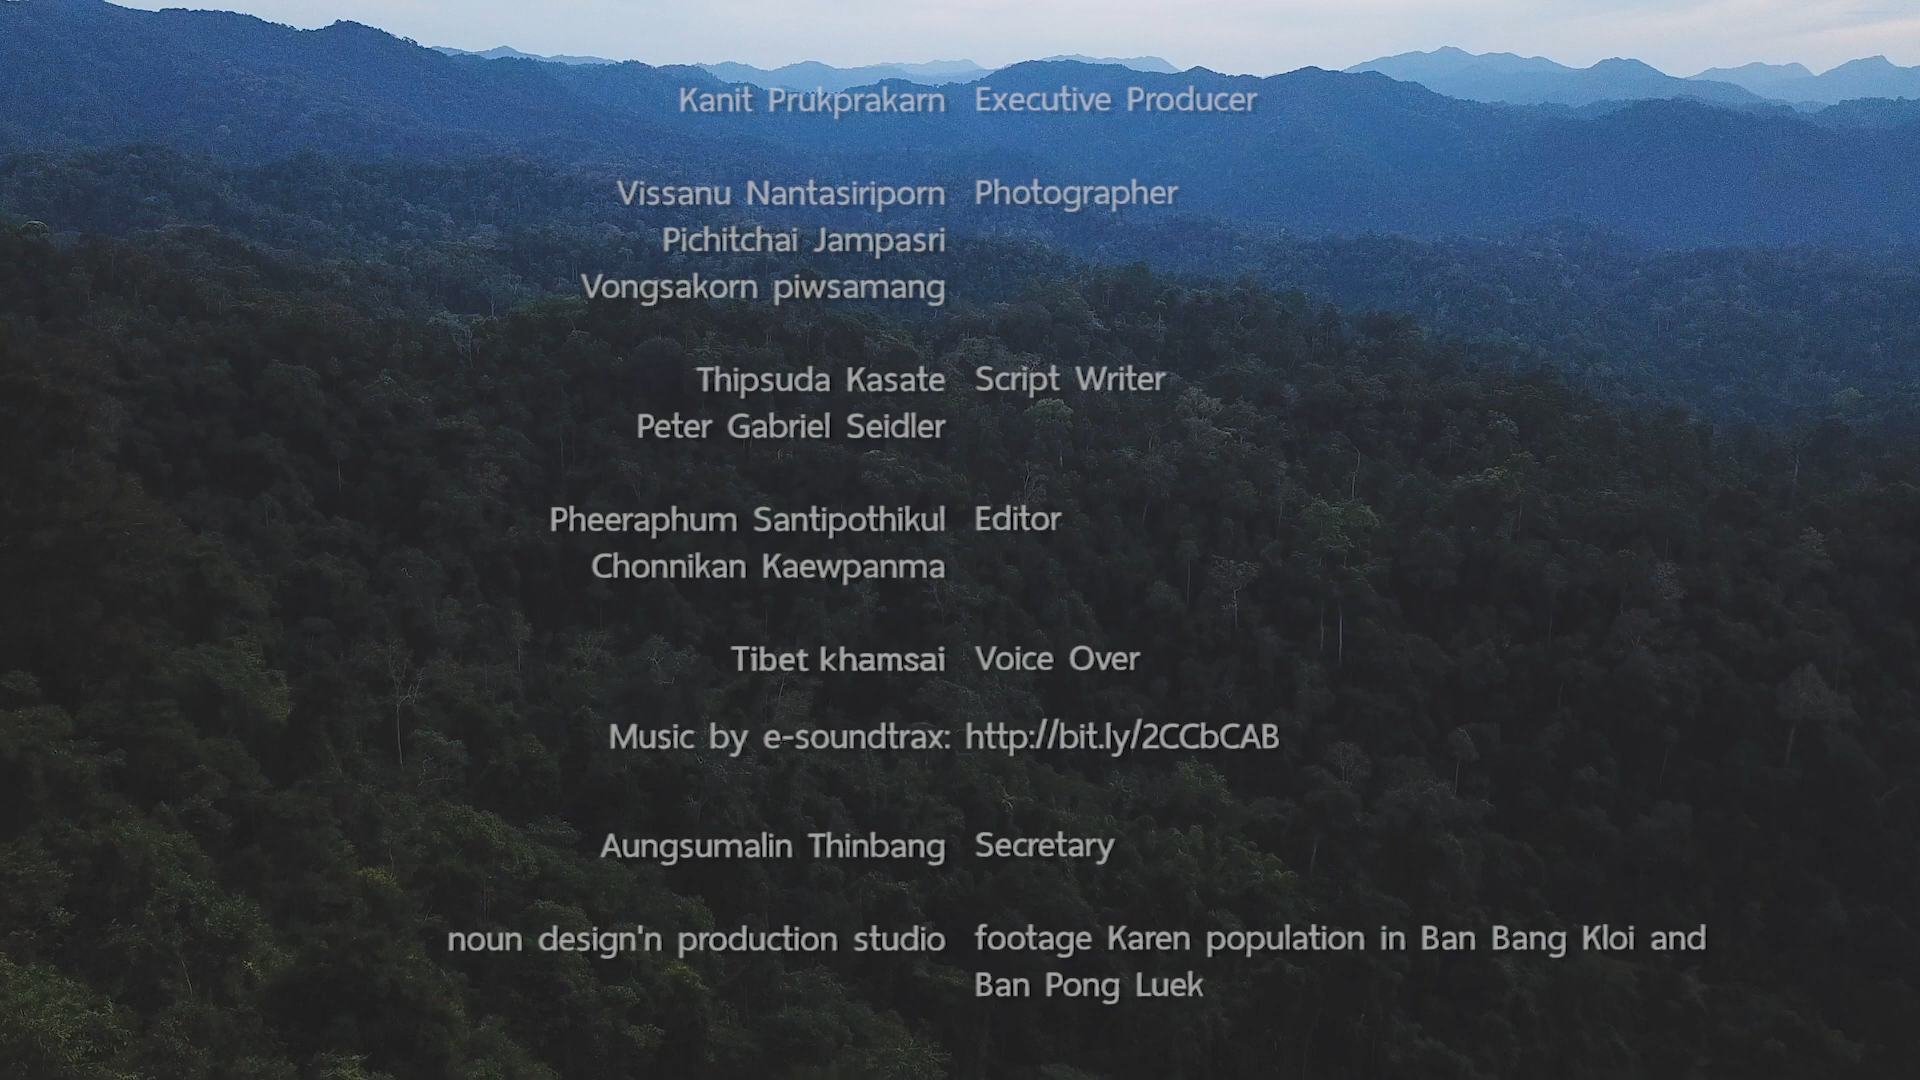 Kanit Prukprakarn Executive Producer
Vissanu Nantasiriporn Photographer
Pichitchai Jampasri
Vongsakorn piwsamang
Thipsuda Kasate Script Writer
Peter Gabriel Seidler
Pheeraphum Santipothikul Editor
Chonnikan Kaewpanma
Tibet khamsai Voice Over
Music by e-soundtrax: http://bit.ly/2CCbCAB
Aungsumalin Thinbang Secretary
noun design'n production studio footage Karen population in Ban Bang Kloi and
Ban Pong Luek